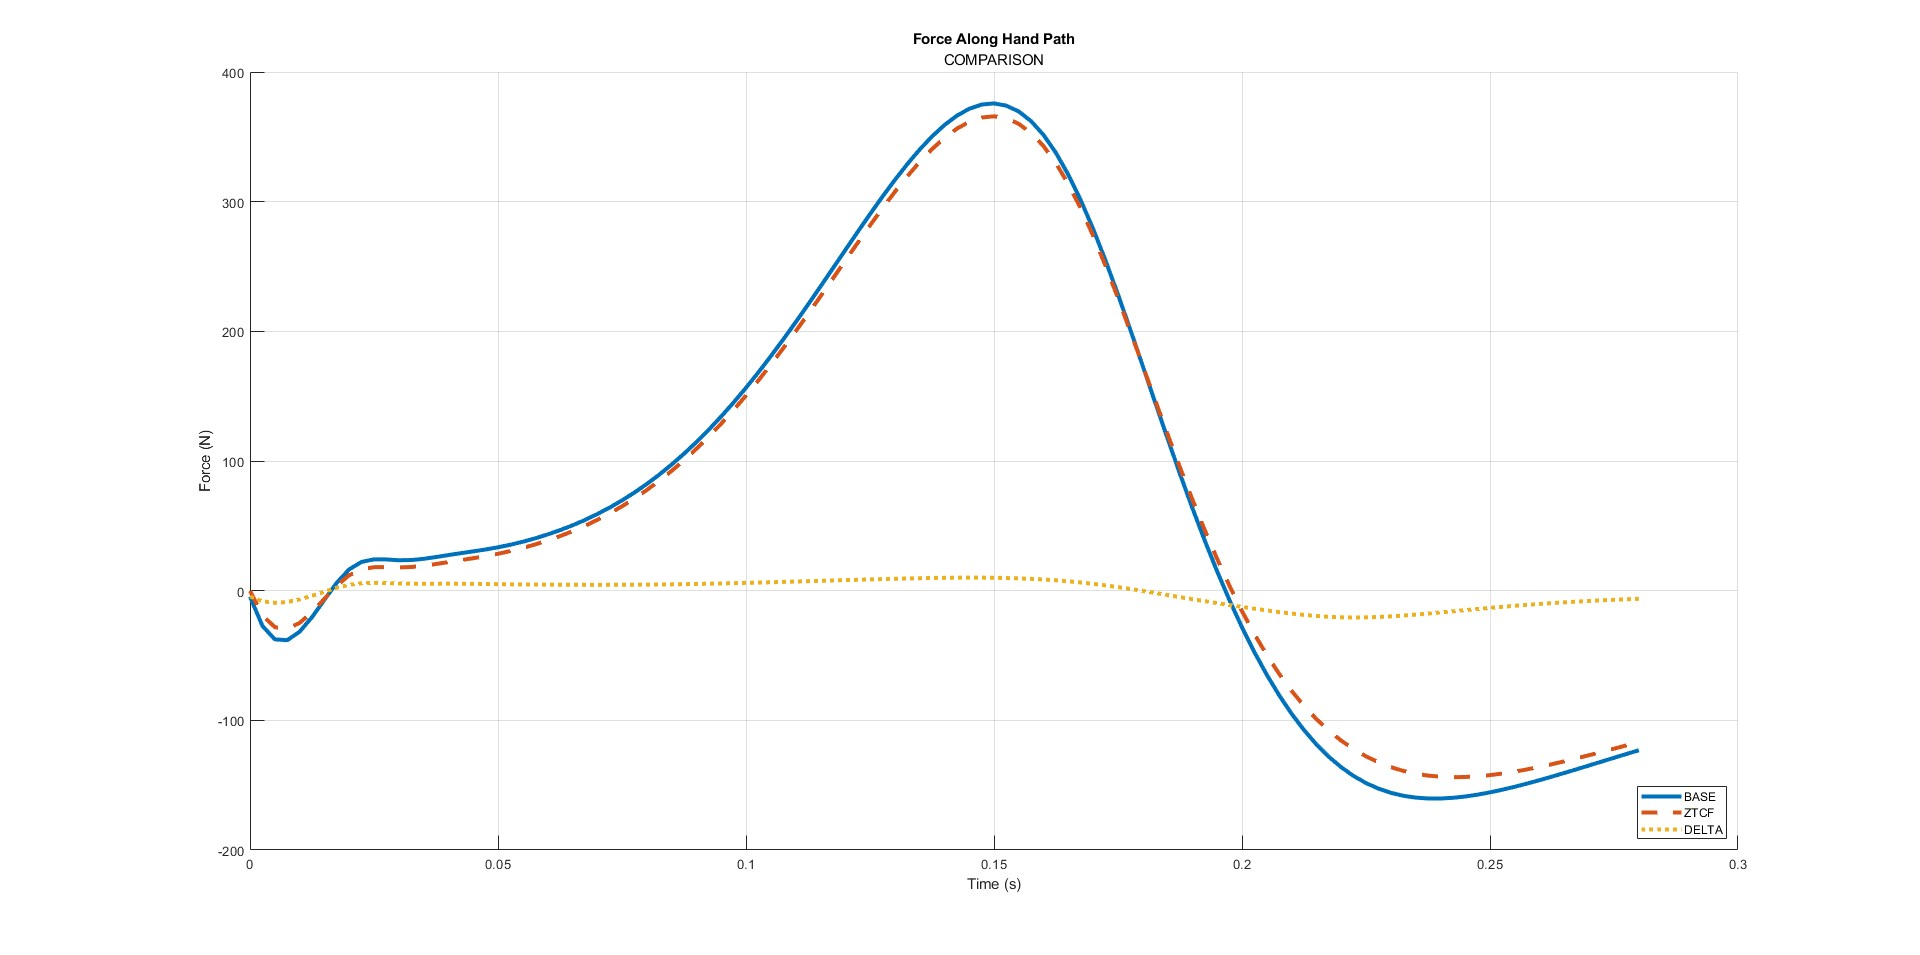 Force Along Hand Path
COMPARISON
400
300
200
100
0
-100
-200
Force (N)
0 0.05 0.1 0.15 0.2 0.25 0.3
Time (s)
BASE
ZTCF
DELTA